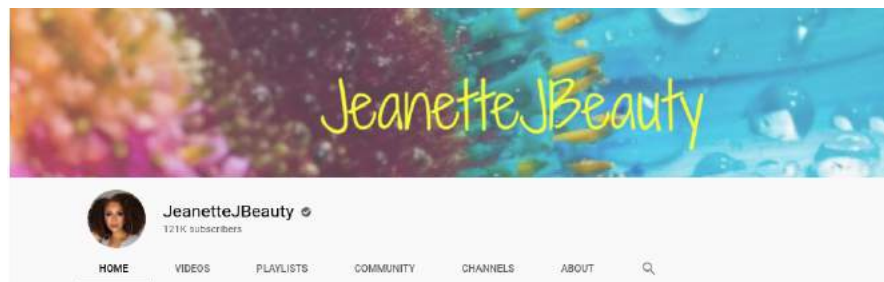 JeanetteJBeauty
JeanetteJBeauty
121K subscribers
HOME VIDEOS PLAYLISTS COMMUNITY CHANNELS ABOUT